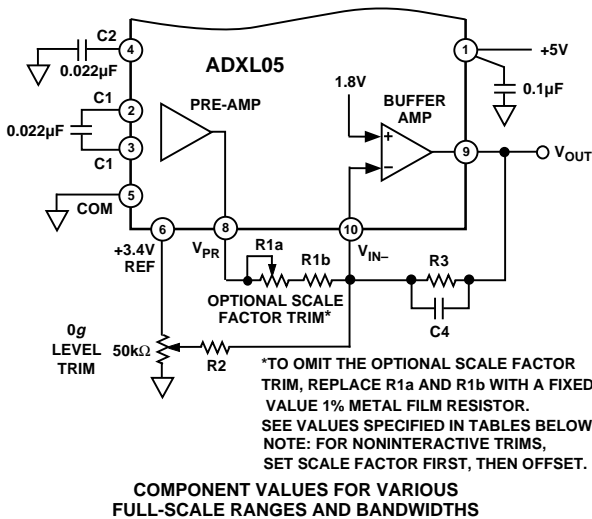 C2
4
0.022µF
ADXL05
1
+5V
0.1µF
C1
2
0.022µF
3
C1
PRE-AMP
1.8V
BUFFER
AMP
+
−
9
VOUT
5
COM
6
8
10
+3.4V
REF
VPR
R1a
R1b
VIN–
R3
C4
OPTIONAL SCALE
FACTOR TRIM*
0g
LEVEL
TRIM
50kΩ
R2
*TO OMIT THE OPTIONAL SCALE FACTOR
TRIM, REPLACE R1a AND R1b WITH A FIXED
VALUE 1% METAL FILM RESISTOR.
SEE VALUES SPECIFIED IN TABLES BELOW
NOTE: FOR NONINTERACTIVE TRIMS,
SET SCALE FACTOR FIRST, THEN OFFSET.
COMPONENT VALUES FOR VARIOUS
FULL-SCALE RANGES AND BANDWIDTHS